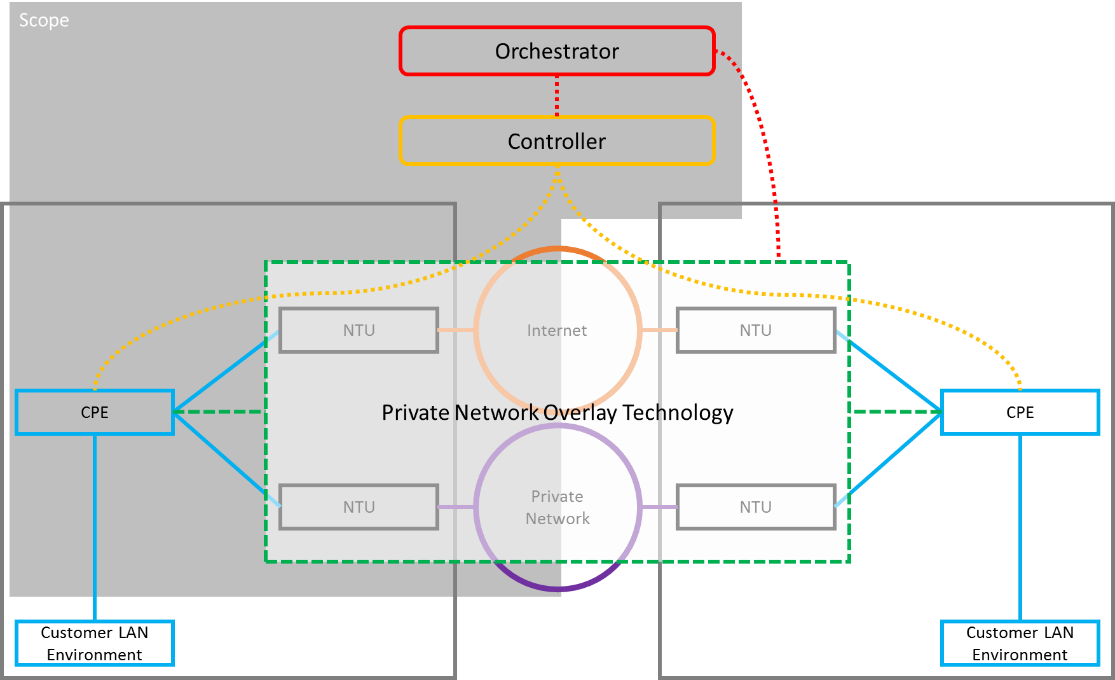 Scope
Orchestrator
Controller
NTU
Internet
NTU
CPE
Private Network Overlay Technology
CPE
NTU
Private
Network
NTU
Customer LAN
Environment
Customer LAN
Environment